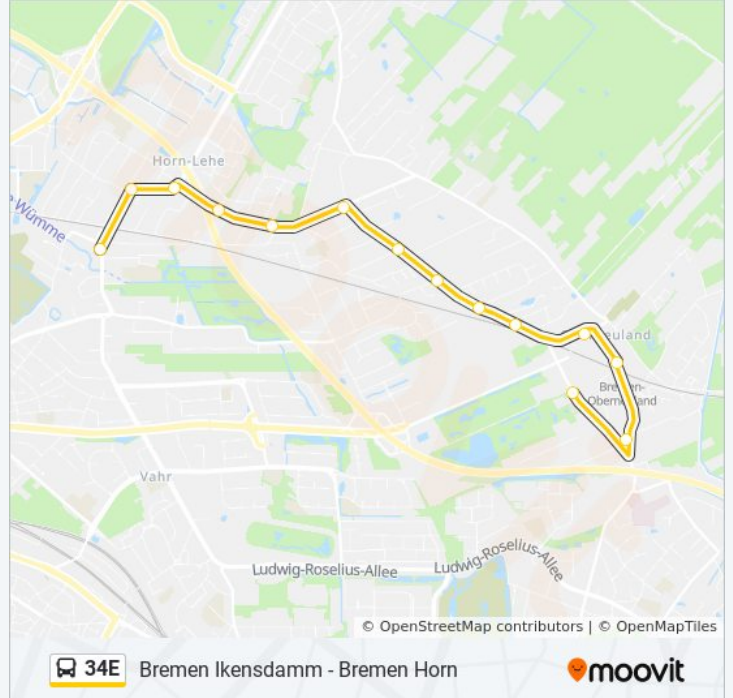 Horn-Lehe
Wümme
euland
Bremen-
Oberneuland
Vahr
Ludwig-Roselius-Allee
Ludwig-Roselius-Allee
© OpenStreetMap contributors | © OpenMapTiles
34E Bremen Ikensdamm - Bremen Horn
moovit